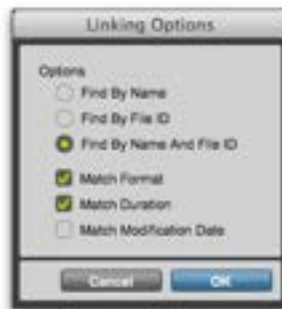 Linking Options
Options
Find By Name
Find By File ID
Find By Name And File ID
Match Format
Match Duration
Match Modification Date
Cancel
OK